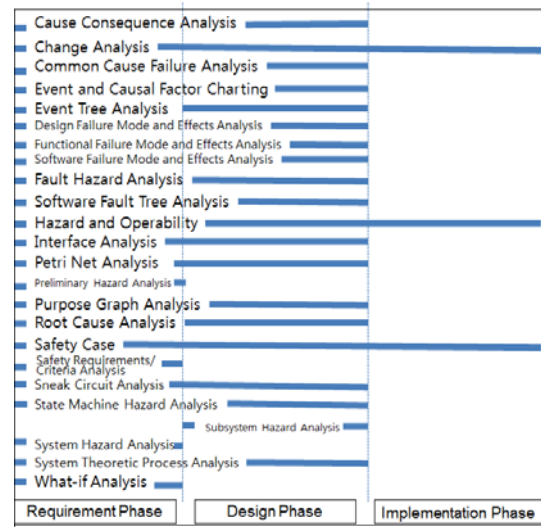 Cause Consequence Analysis
Change Analysis
Common Cause Failure Analysis
Event and Causal Factor Charting
Event Tree Analysis
Design Failure Mode and Effects Analysis
Functional Failure Mode and Effects Analysis
Software Failure Mode and Effects Analysis
Fault Hazard Analysis
Software Fault Tree Analysis
Hazard and Operability
Interface Analysis
Petri Net Analysis
Preliminary Hazard Analysis
Purpose Graph Analysis
Root Cause Analysis
Safety Case
Safety Requirements/
Criteria Analysis
Sneak Circuit Analysis
State Machine Hazard Analysis
Subsystem Hazard Analysis
System Hazard Analysis
System Theoretic Process Analysis
What-if Analysis
Requirement Phase
Design Phase
Implementation Phase